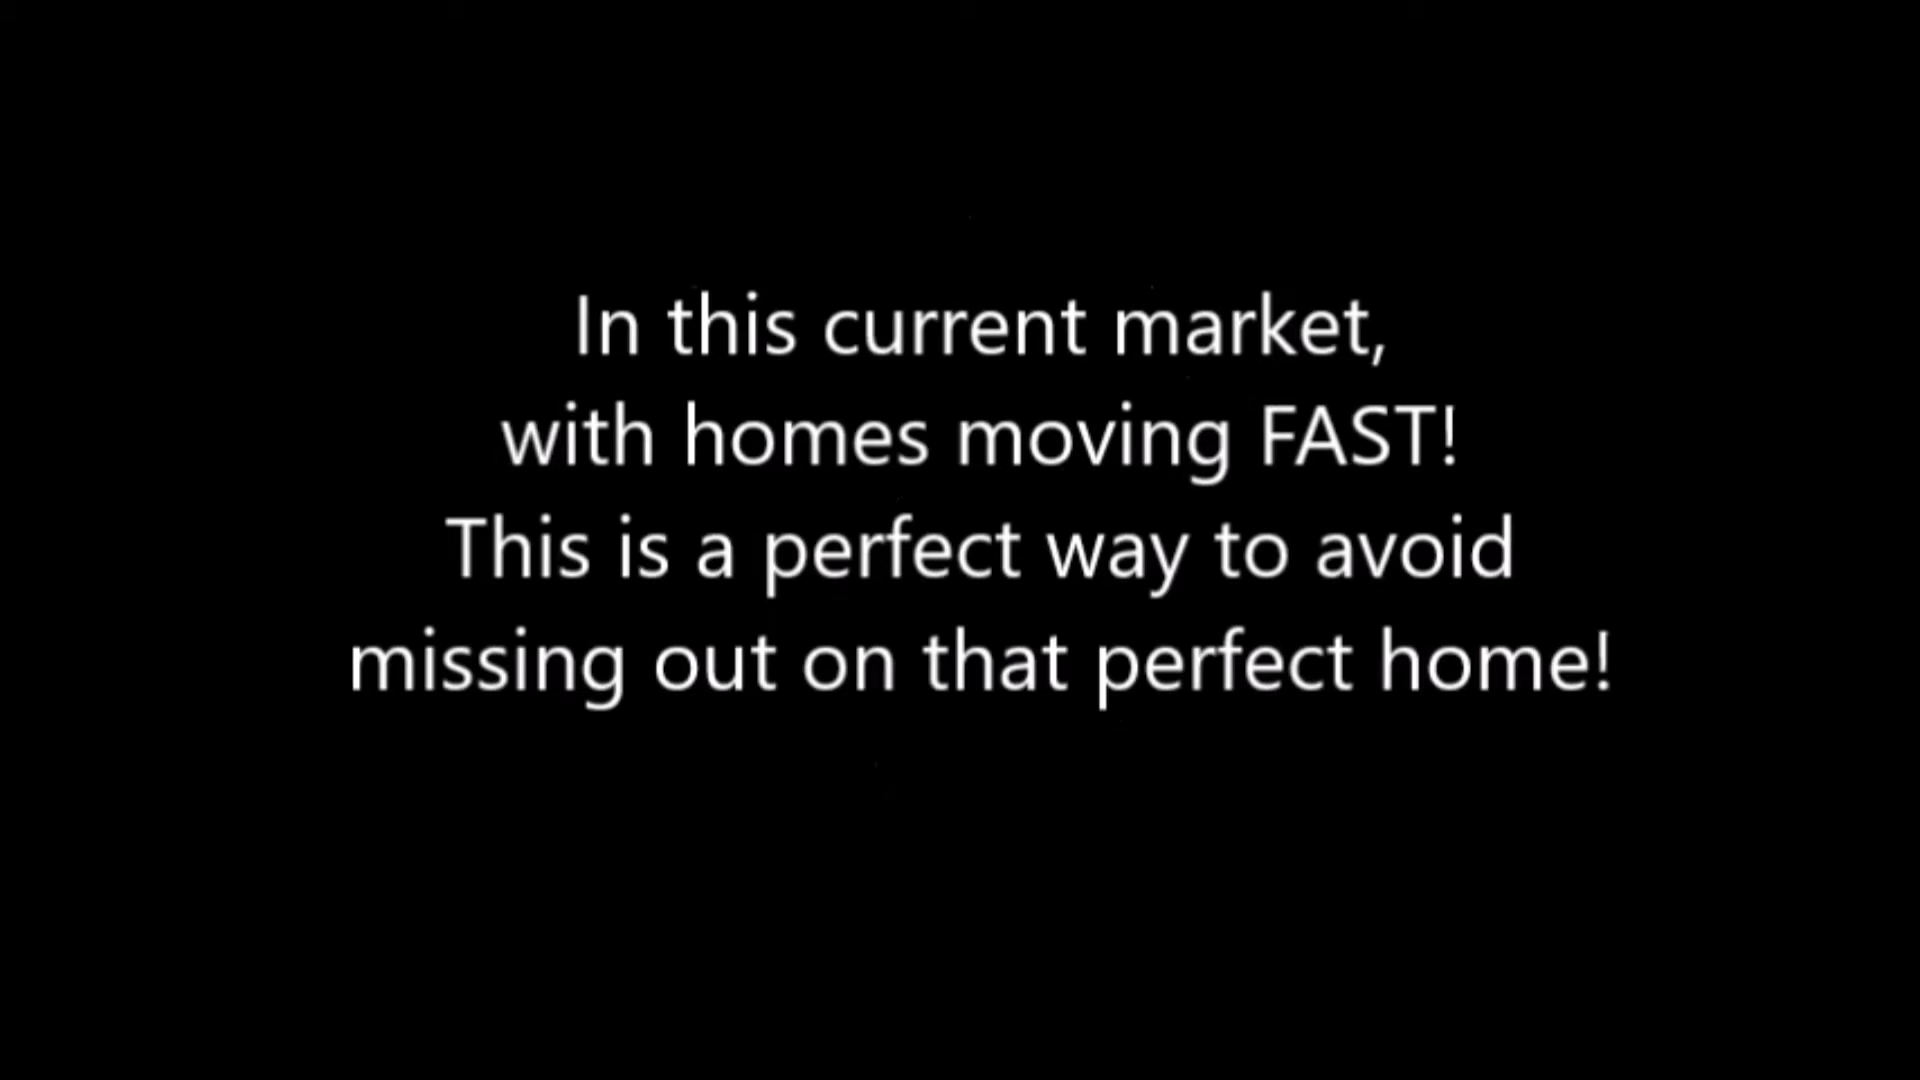 In this current market,
with homes moving FAST!
This is a perfect way to avoid
missing out on that perfect home!